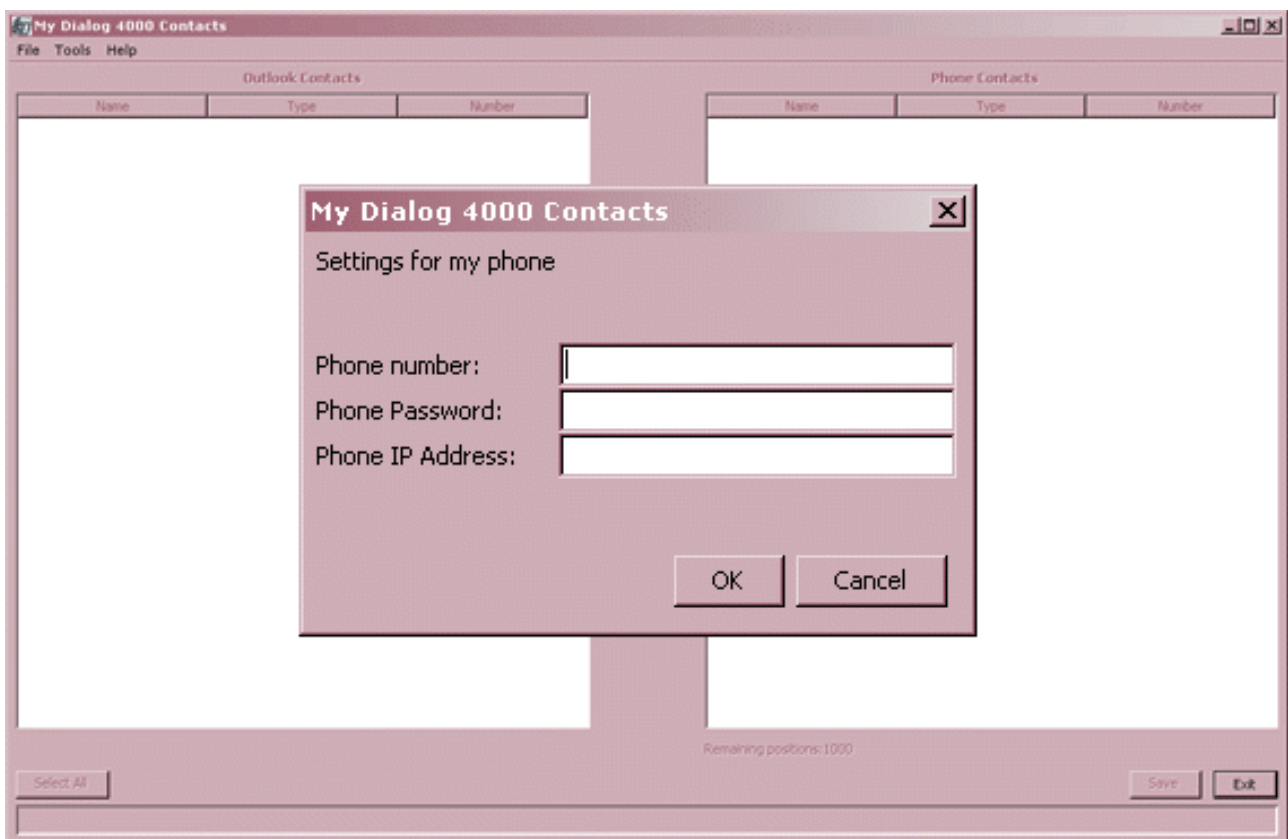 My Dialog 4000 Contacts
File Tools Help
Outlook Contacts Phone Contacts
Name Type Number Name Type Number
My Dialog 4000 Contacts
Settings for my phone
Phone number:
Phone Password:
Phone IP Address:
OK Cancel
Remaining positions:1000
Select All Save Exit